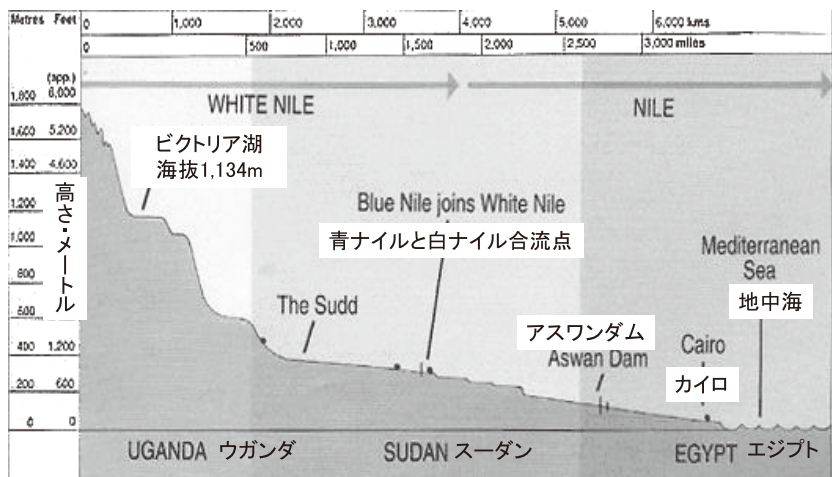 Metres Feet 0 1,000 2,000 3,000 4,000 5,000 6,000 kms
0 500 1,000 1,500 2,000 2,500 3,000 miles
(app.)
1,800 6,000
WHITE NILE
NILE
1,600 5,200
ビクトリア湖
海抜1,134m
1,400 4,600
高さ・メートル
1,200
Blue Nile joins White Nile
1,000
青ナイルと白ナイル合流点
Mediterranean
Sea
800
地中海
600
The Sudd
アスワンダム
Aswan Dam
Cairo
400 1,200
カイロ
200 600
0 0
UGANDA ウガンダ
SUDAN スーダン
EGYPT エジプト